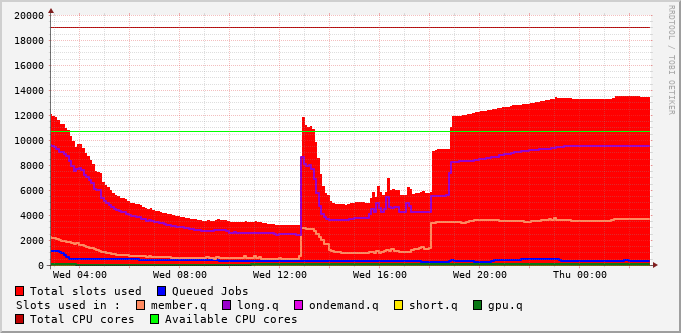 RRDTOOL / TOBI OETIKER
20000
18000
16000
14000
12000
10000
8000
6000
4000
2000
0
Wed 04:00 Wed 08:00 Wed 12:00 Wed 16:00 Wed 20:00 Thu 00:00
Total slots used Queued Jobs
Slots used in : member.q long.q ondemand.q short.q gpu.q
Total CPU cores Available CPU cores